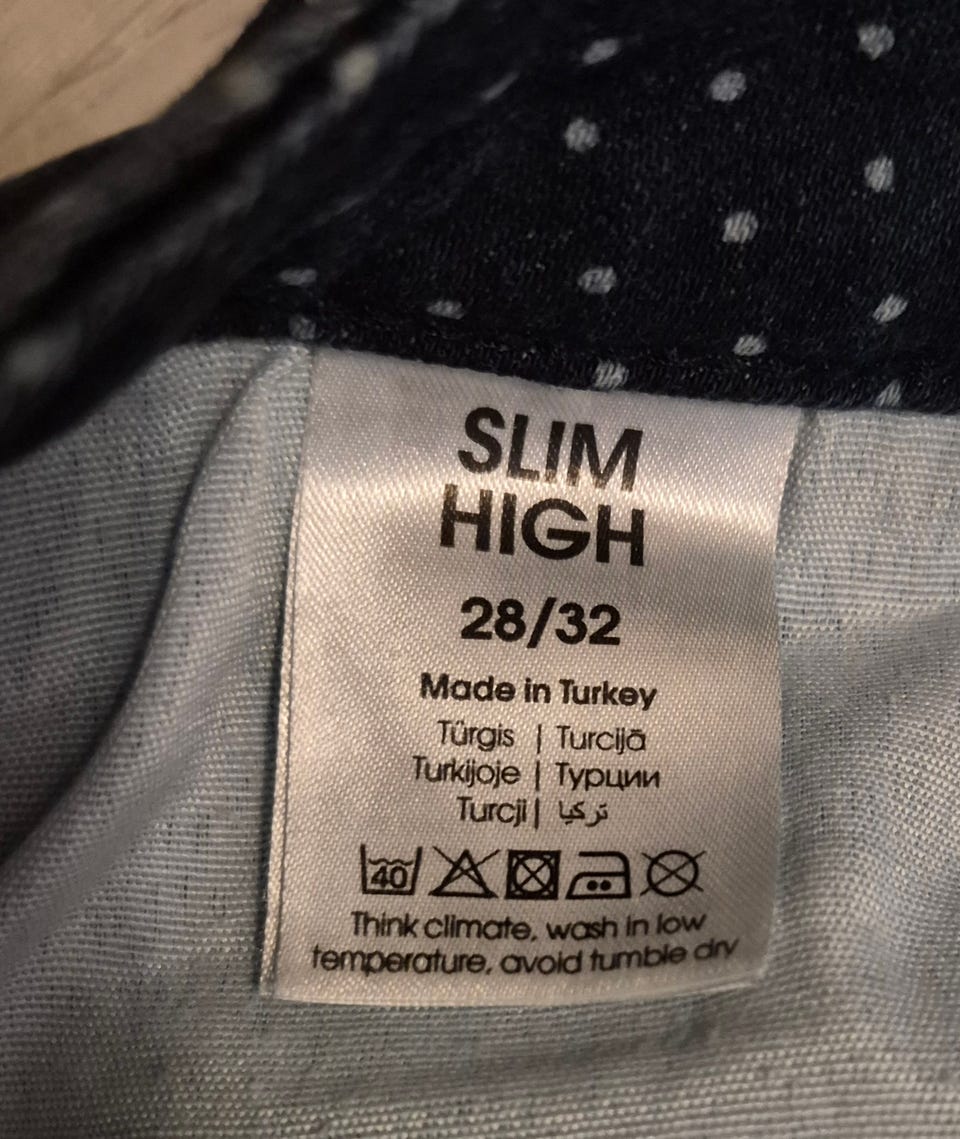 SLIM
HIGH
28/32
Made in Turkey
Türgis | Turcijā
Turkijoje | Турции
Turcji | تركيا
40
Think climate, wash in low
temperature, avoid tumble dry